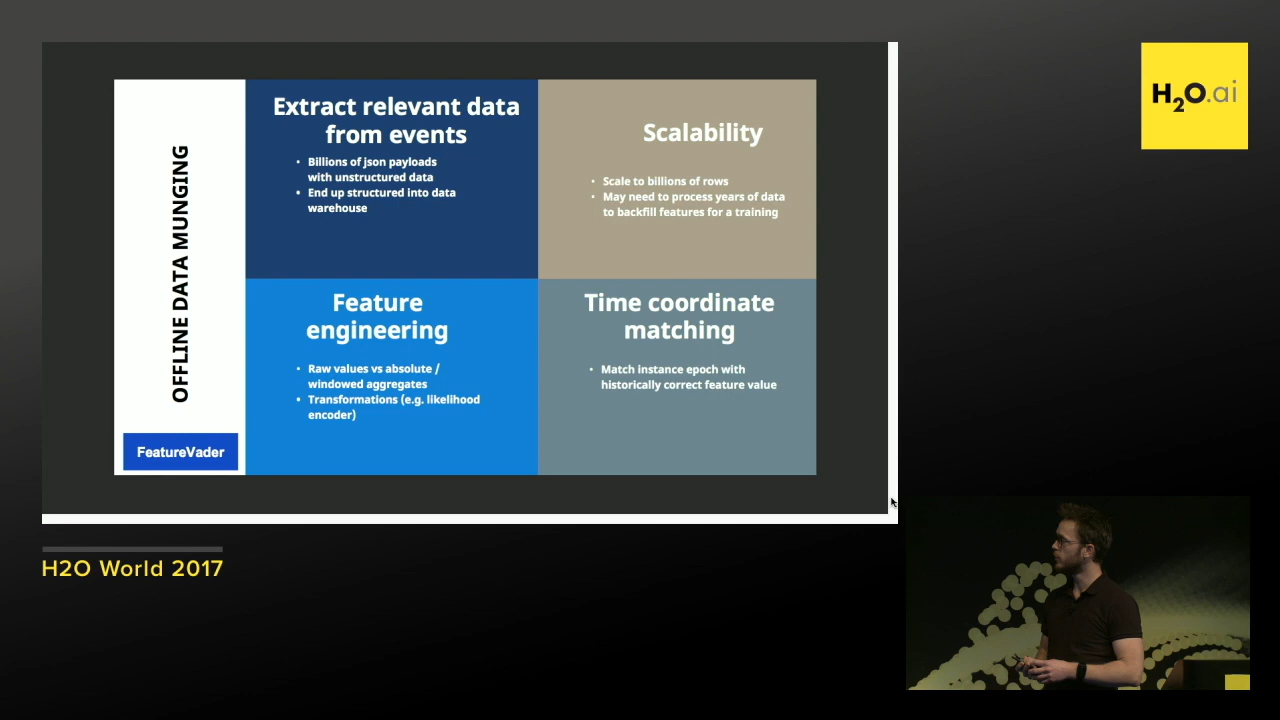 OFFLINE DATA MUNGING
FeatureVader
Extract relevant data
from events
• Billions of json payloads
with unstructured data
• End up structured into data
warehouse
Scalability
• Scale to billions of rows
• May need to process years of data
to backfill features for a training
Feature
engineering
• Raw values vs absolute /
windowed aggregates
• Transformations (e.g. likelihood
encoder)
Time coordinate
matching
• Match instance epoch with
historically correct feature value
H2O.ai
H2O World 2017